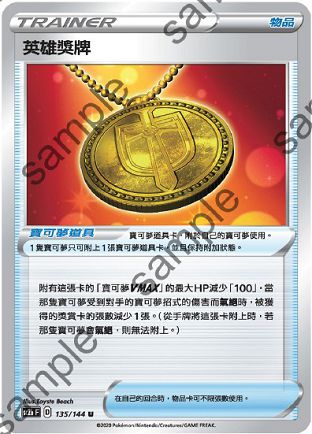 TRAINER
物品
英雄獎牌
寶可夢道具
寶可夢道具卡，附於自己的寶可夢使用。
1隻寶可夢只可附上1張寶可夢道具卡，並且保持附加狀態。
附有這張卡的「寶可夢VMAX」的最大HP減少「100」，當
那隻寶可夢受到對手的寶可夢招式的傷害而氣絕時，被獲
得的獎賞卡的張數減少１張。（從手牌將這張卡附上時，若
那隻寶可夢會氣絕，則無法附上。）
Illus. Toyste Beach
在自己的回合時，物品卡可不限張數使用。
135/144 U
©2020 Pokémon/Nintendo/Creatures/GAME FREAK.
sample
sample
sample
sample
sample